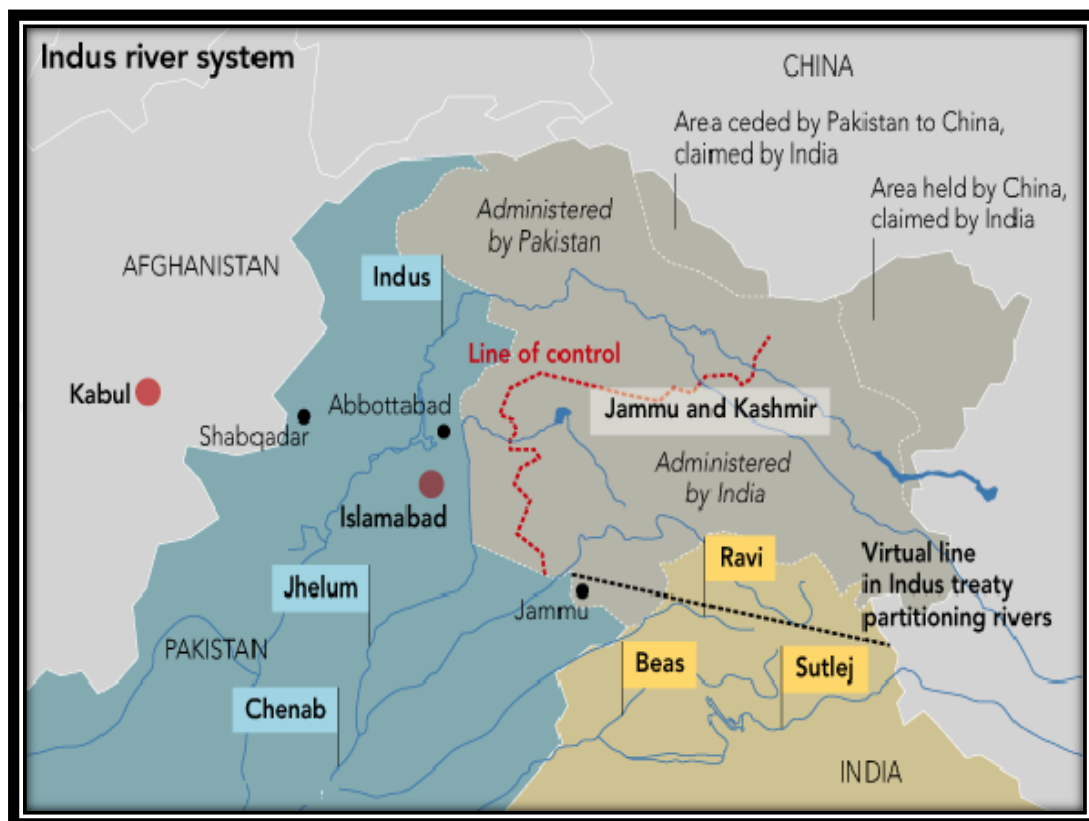 Indus river system
CHINA
Area ceded by Pakistan to China,
claimed by India
Area held by China,
claimed by India
Administered
by Pakistan
AFGHANISTAN
Indus
Line of control
Kabul
Abbottabad
Jammu and Kashmir
Shabqadar
Administered
by India
Islamabad
Ravi
Virtual line
in Indus treaty
partitioning rivers
Jhelum
Jammu
PAKISTAN
Beas
Sutlej
Chenab
INDIA